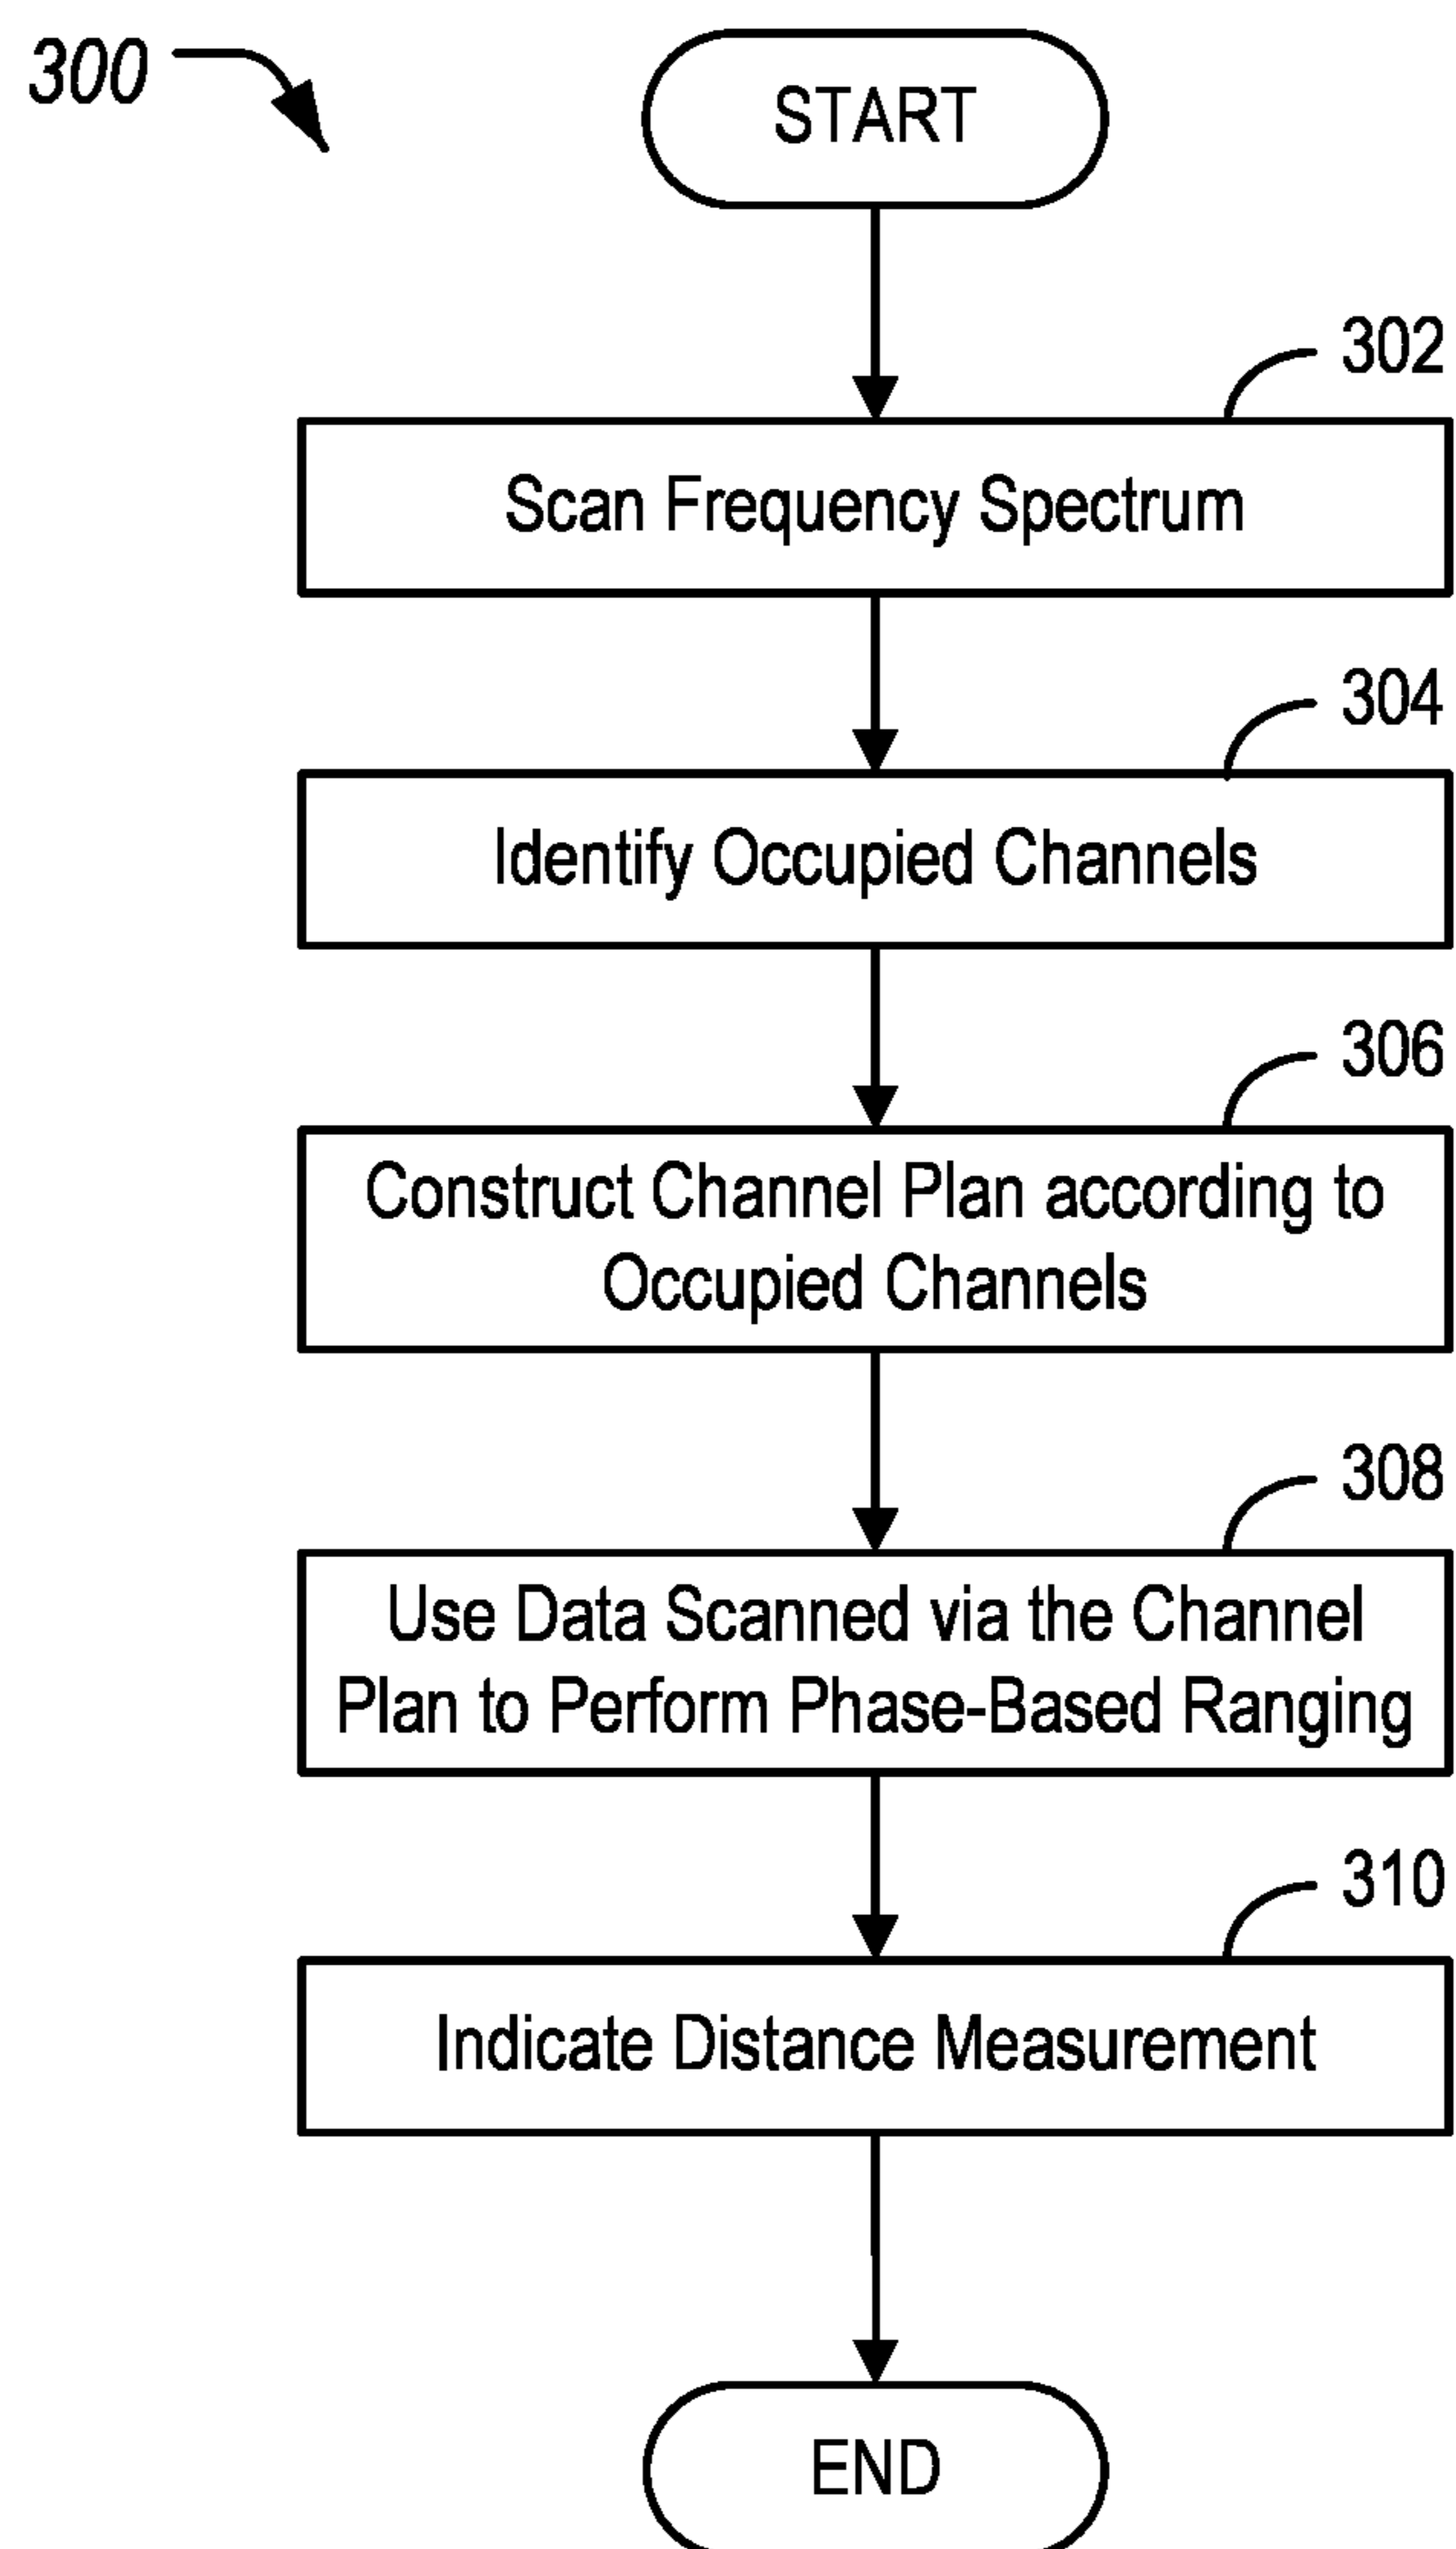 300
START
302
Scan Frequency Spectrum
304
Identify Occupied Channels
306
Construct Channel Plan according to
Occupied Channels
308
Use Data Scanned via the Channel
Plan to Perform Phase-Based Ranging
310
Indicate Distance Measurement
END